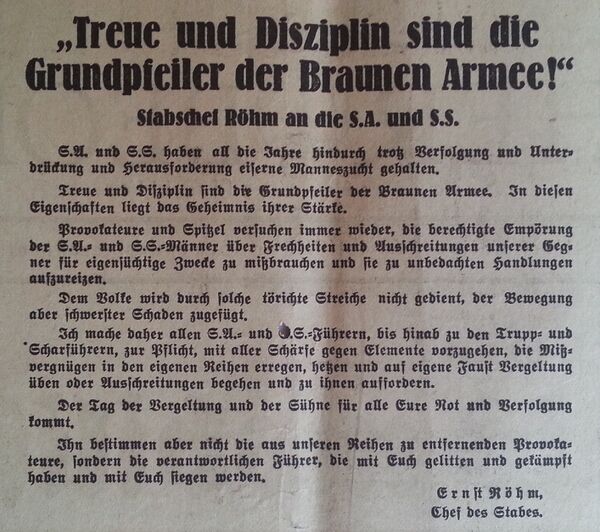 „Treue und Disziplin sind die
Grundpfeiler der Braunen Armee!“
Stabschef Röhm an die S.A. und S.S.
S.A. und S.S. haben all die Jahre hindurch trotz Verfolgung und Unter-
drückung und Herausforderung eiserne Manneszucht gehalten.
Treue und Disziplin sind die Grundpfeiler der Braunen Armee. In diesen
Eigenschaften liegt das Geheimnis ihrer Stärke.
Provokateure und Spitzel versuchen immer wieder, die berechtigte Empörung
der S.A.- und S.S.-Männer über Frechheiten und Ausschreitungen unserer Geg-
ner für eigensüchtige Zwecke zu mißbrauchen und sie zu unbedachten Handlungen
aufzureizen.
Dem Volke wird durch solche törichte Streiche nicht gedient, der Bewegung
aber schwerster Schaden zugefügt.
Ich mache daher allen S.A.- und S.S.-Führern, bis hinab zu den Trupp- und
Scharführern, zur Pflicht, mit aller Schärfe gegen Elemente vorzugehen, die Miß-
vergnügen in den eigenen Reihen erregen, hetzen und auf eigene Faust Vergeltung
üben oder Ausschreitungen begehen und zu ihnen auffordern.
Der Tag der Vergeltung und der Sühne für alle Eure Not und Verfolgung
kommt.
Ihn bestimmen aber nicht die aus unseren Reihen zu entfernenden Provoka-
teure, sondern die verantwortlichen Führer, die mit Euch gelitten und gekämpft
haben und mit Euch siegen werden.
Ernst Röhm,
Chef des Stabes.